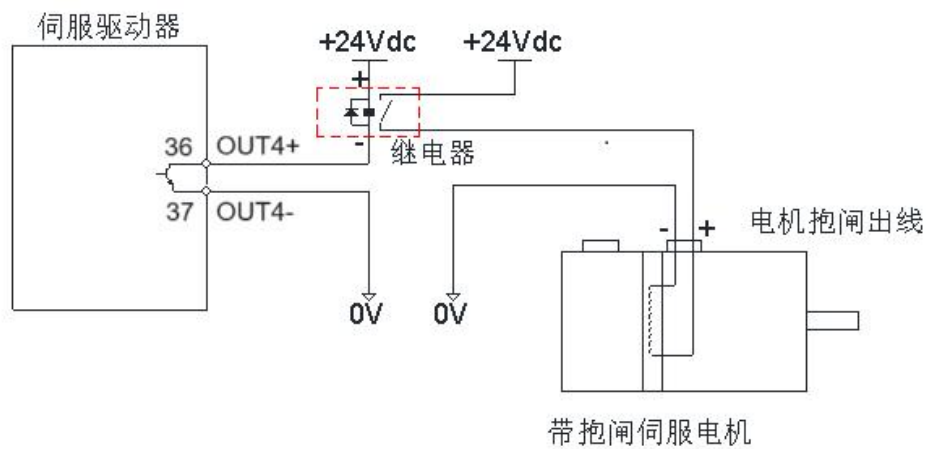 伺服驱动器
+24Vdc
+24Vdc
+
-
继电器
36 OUT4+
37 OUT4-
0V
0V
- +
电机抱闸出线
带抱闸伺服电机